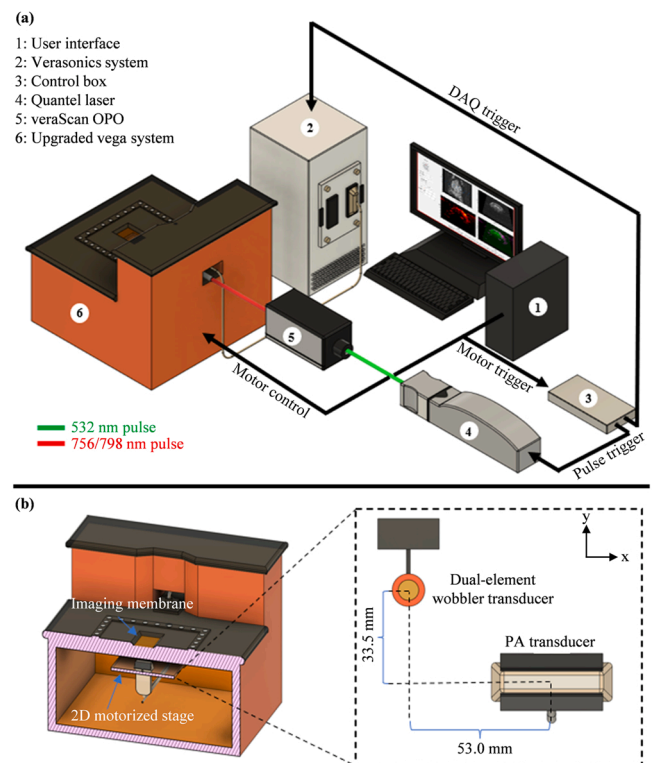 (a)
1: User interface
2: Verasonics system
3: Control box
4: Quantel laser
5: veraScan OPO
6: Upgraded vega system
DAQ trigger
2
1
6
5
Motor trigger
3
Motor control
4
Pulse trigger
532 nm pulse
756/798 nm pulse
(b)
y
x
Imaging membrane
Dual-element
wobbler transducer
33.5 mm
PA transducer
2D motorized stage
53.0 mm